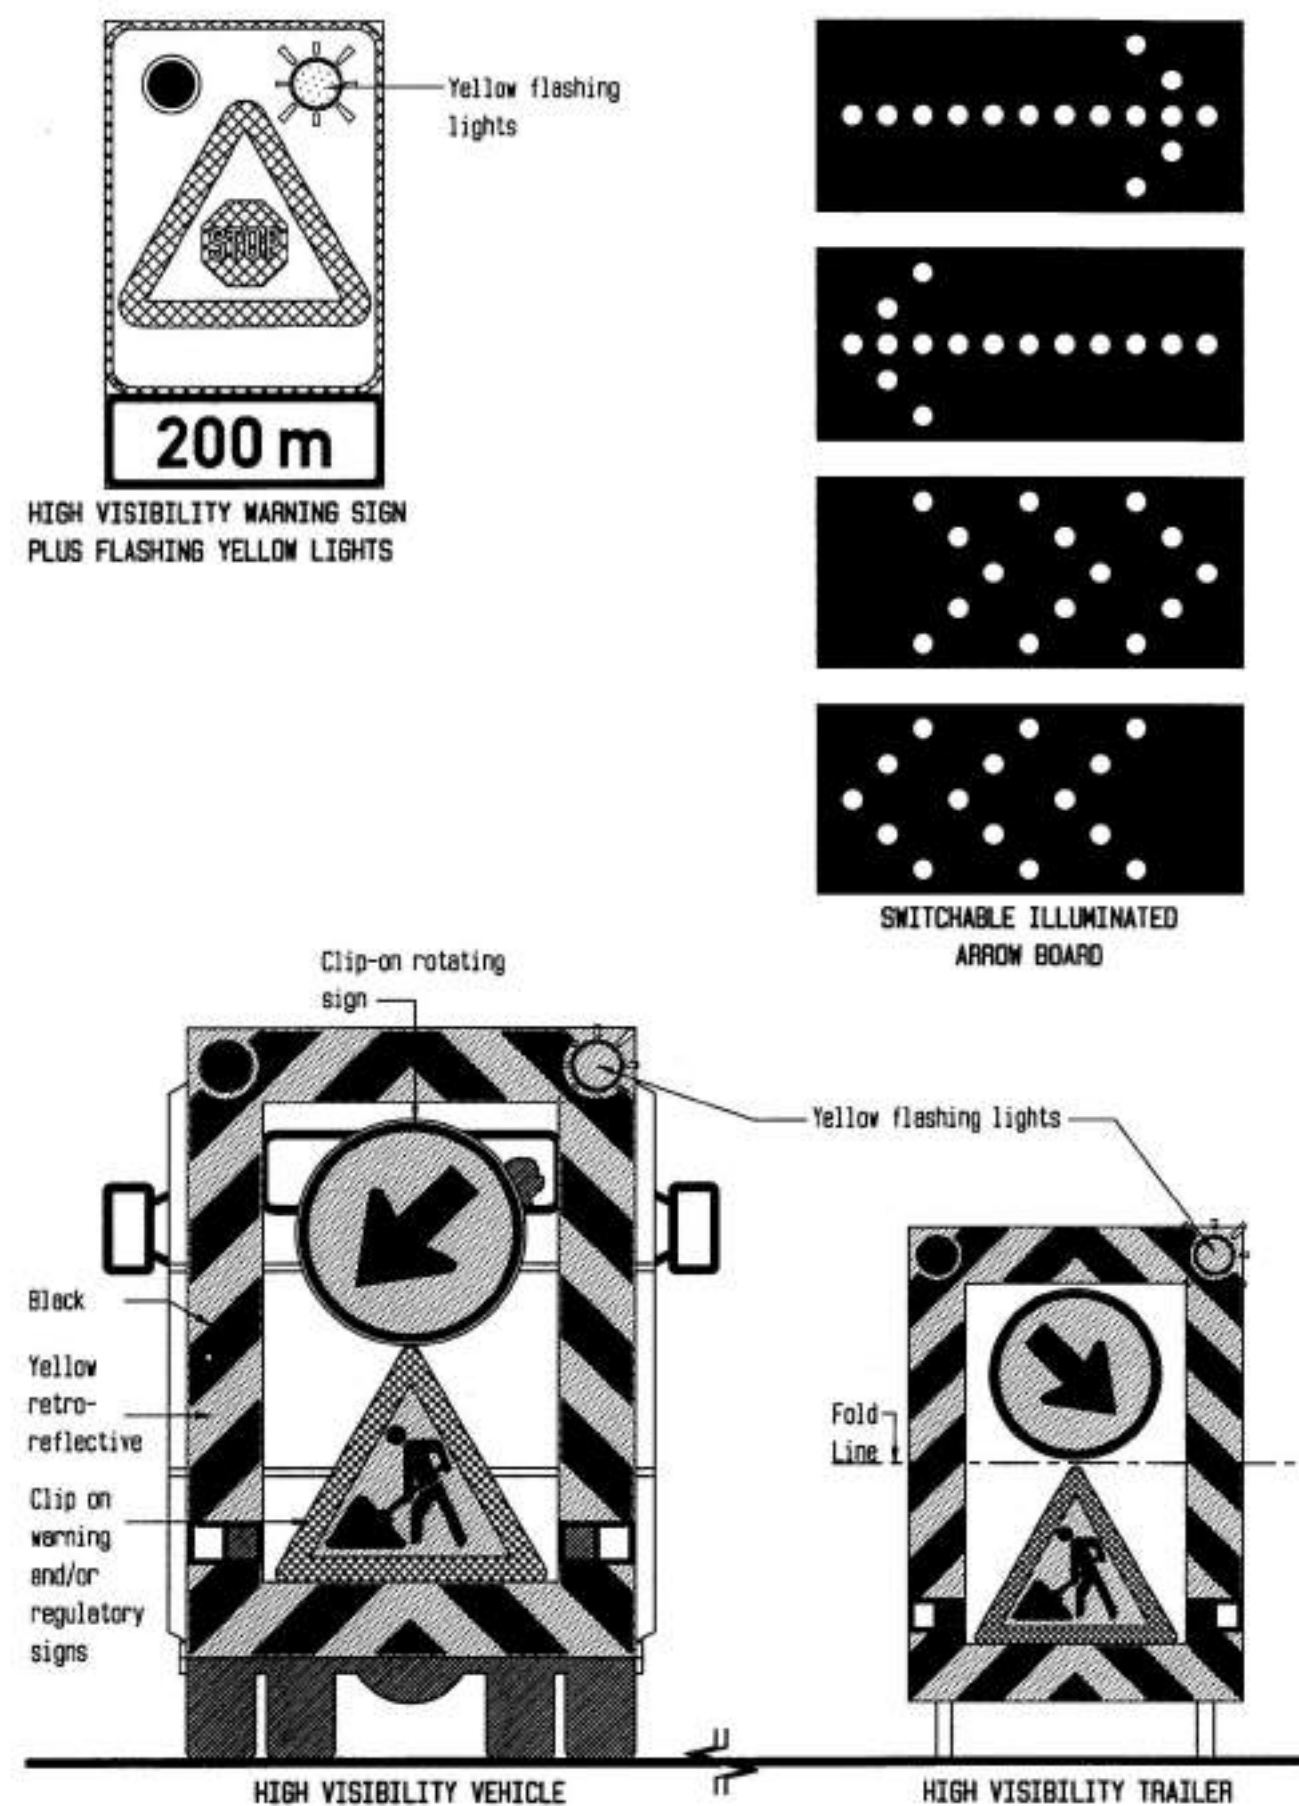 Yellow flashing
lights
STOP
200 m
HIGH VISIBILITY WARNING SIGN
PLUS FLASHING YELLOW LIGHTS
SWITCHABLE ILLUMINATED
ARROW BOARD
Clip-on rotating
sign
Yellow flashing lights
Black
Yellow
retro-
reflective
Clip on
warning
and/or
regulatory
signs
Fold
Line
HIGH VISIBILITY VEHICLE
HIGH VISIBILITY TRAILER